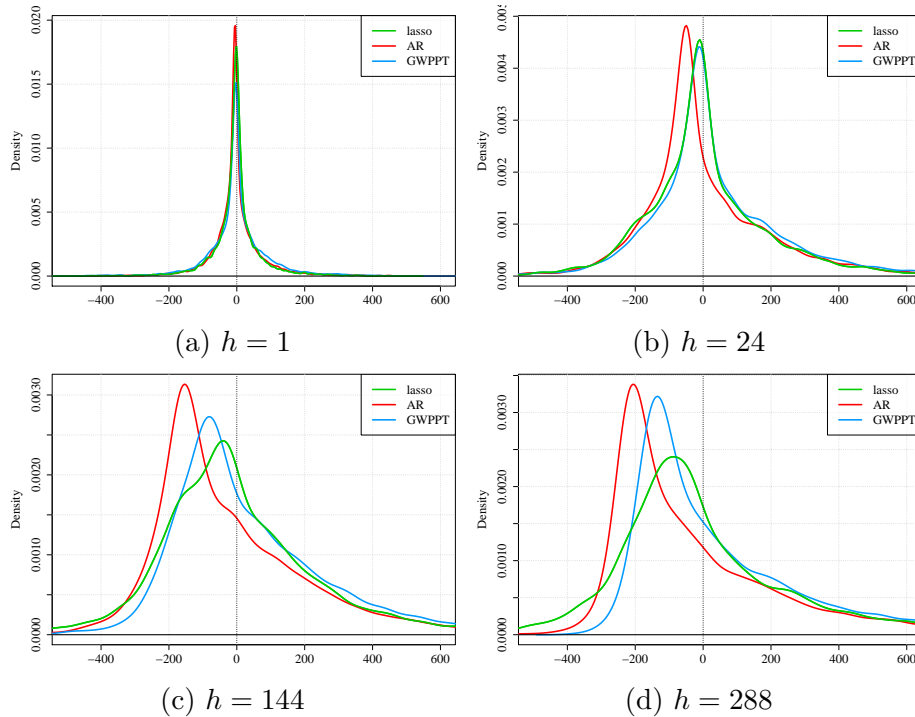 0.000
0.005
0.010
0.015
0.020
Density
−400
−200
0
200
400
600
lasso
AR
GWPPT
(a) h = 1
0.000
0.001
0.002
0.003
0.004
0.005
Density
−400
−200
0
200
400
600
lasso
AR
GWPPT
(b) h = 24
0.0000
0.0010
0.0020
0.0030
Density
−400
−200
0
200
400
600
lasso
AR
GWPPT
(c) h = 144
0.0000
0.0010
0.0020
0.0030
Density
−400
−200
0
200
400
600
lasso
AR
GWPPT
(d) h = 288